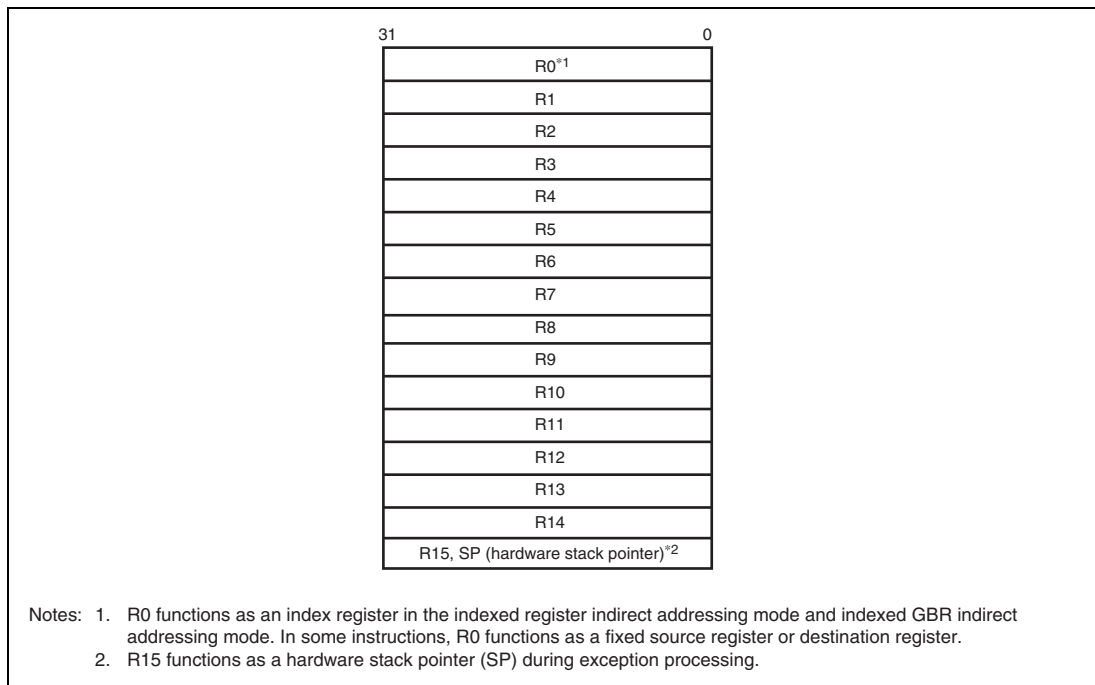 31 0
R0*1
R1
R2
R3
R4
R5
R6
R7
R8
R9
R10
R11
R12
R13
R14
R15, SP (hardware stack pointer)*2
Notes: 1. R0 functions as an index register in the indexed register indirect addressing mode and indexed GBR indirect
addressing mode. In some instructions, R0 functions as a fixed source register or destination register.
2. R15 functions as a hardware stack pointer (SP) during exception processing.